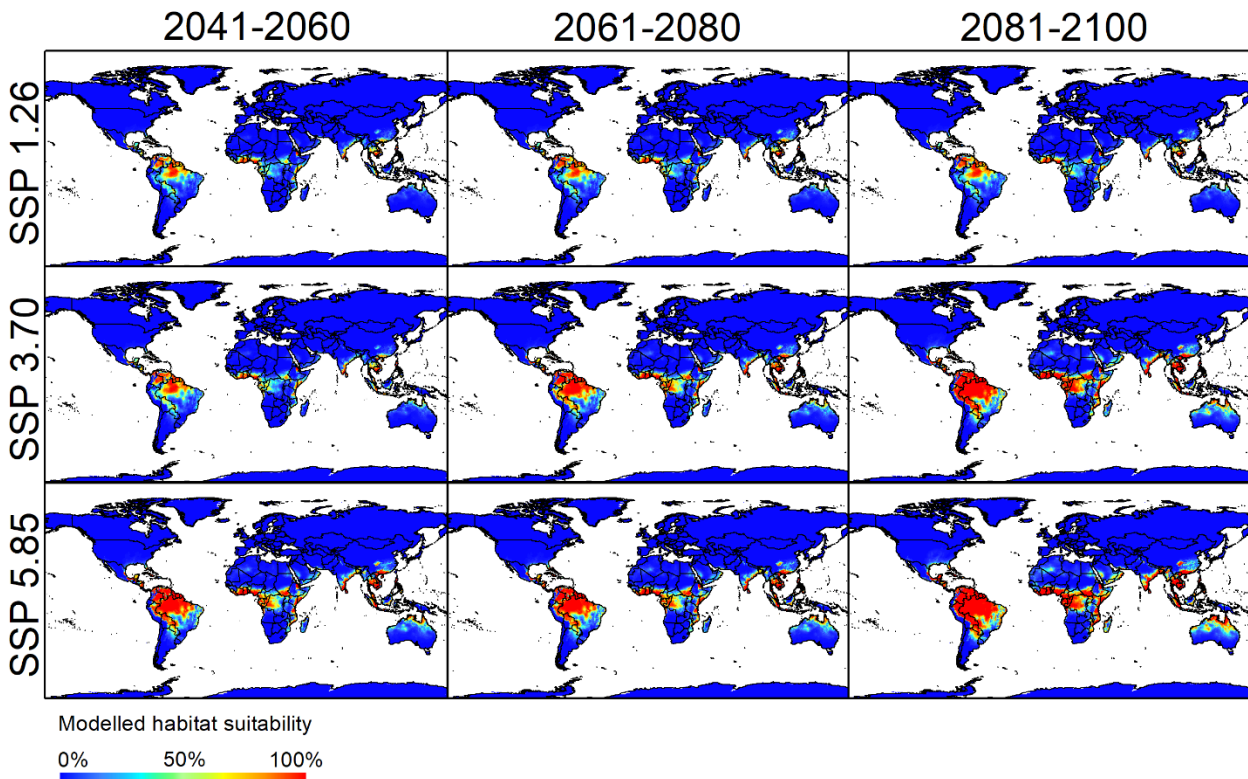 2041-2060 2061-2080 2081-2100
SSP 1.26
SSP 3.70
SSP 5.85
Modelled habitat suitability
0% 50% 100%